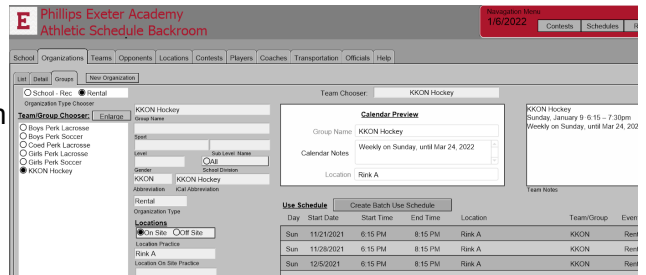 E Phillips Exeter Academy
Athletic Schedule Backroom
Navigation Menu
1/6/2022 Contests Schedules R
School Organizations Teams Opponents Locations Contests Players Coaches Transportation Officials Help
List Detail Groups New Organization
School - Rec Rental
Organization Type Chooser
Team Chooser: KKON Hockey
Team/Group Chooser: Enlarge
Boys Perk Lacrosse
Boys Perk Soccer
Coed Perk Lacrosse
Girls Perk Lacrosse
Girls Perk Soccer
KKON Hockey
KKON Hockey
Group Name
Sport
Level Sub Level Name
All
Gender School Division
KKON KKON Hockey
Abbreviation iCal Abbreviation
Rental
Organization Type
Locations
On Site Off Site
Location Practice
Rink A
Location On Site Practice
Calendar Preview
Group Name KKON Hockey
Calendar Notes Weekly on Sunday, until Mar 24, 2022
Location Rink A
KKON Hockey
Sunday, January 9 6:15 – 7:30pm
Weekly on Sunday, until Mar 24, 202
Team Notes
Use Schedule Create Batch Use Schedule
Day Start Date Start Time End Time Location Team/Group Even
Sun 11/21/2021 6:15 PM 8:15 PM Rink A KKON Rent
Sun 11/28/2021 6:15 PM 8:15 PM Rink A KKON Rent
Sun 12/5/2021 6:15 PM 8:15 PM Rink A KKON Rent